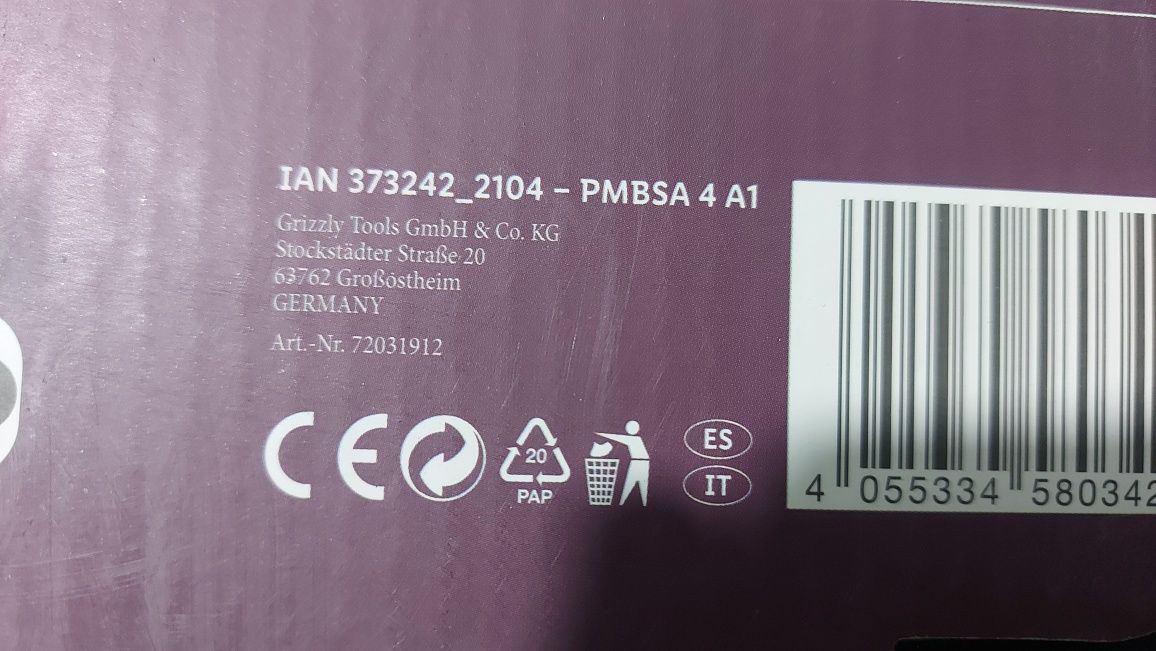 IAN 373242_2104 – PMBSA 4 A1
Grizzly Tools GmbH & Co. KG
Stockstädter Straße 20
63762 Großostheim
GERMANY
Art.-Nr. 72031912
CE
20
PAP
ES
IT
4 055334 580342